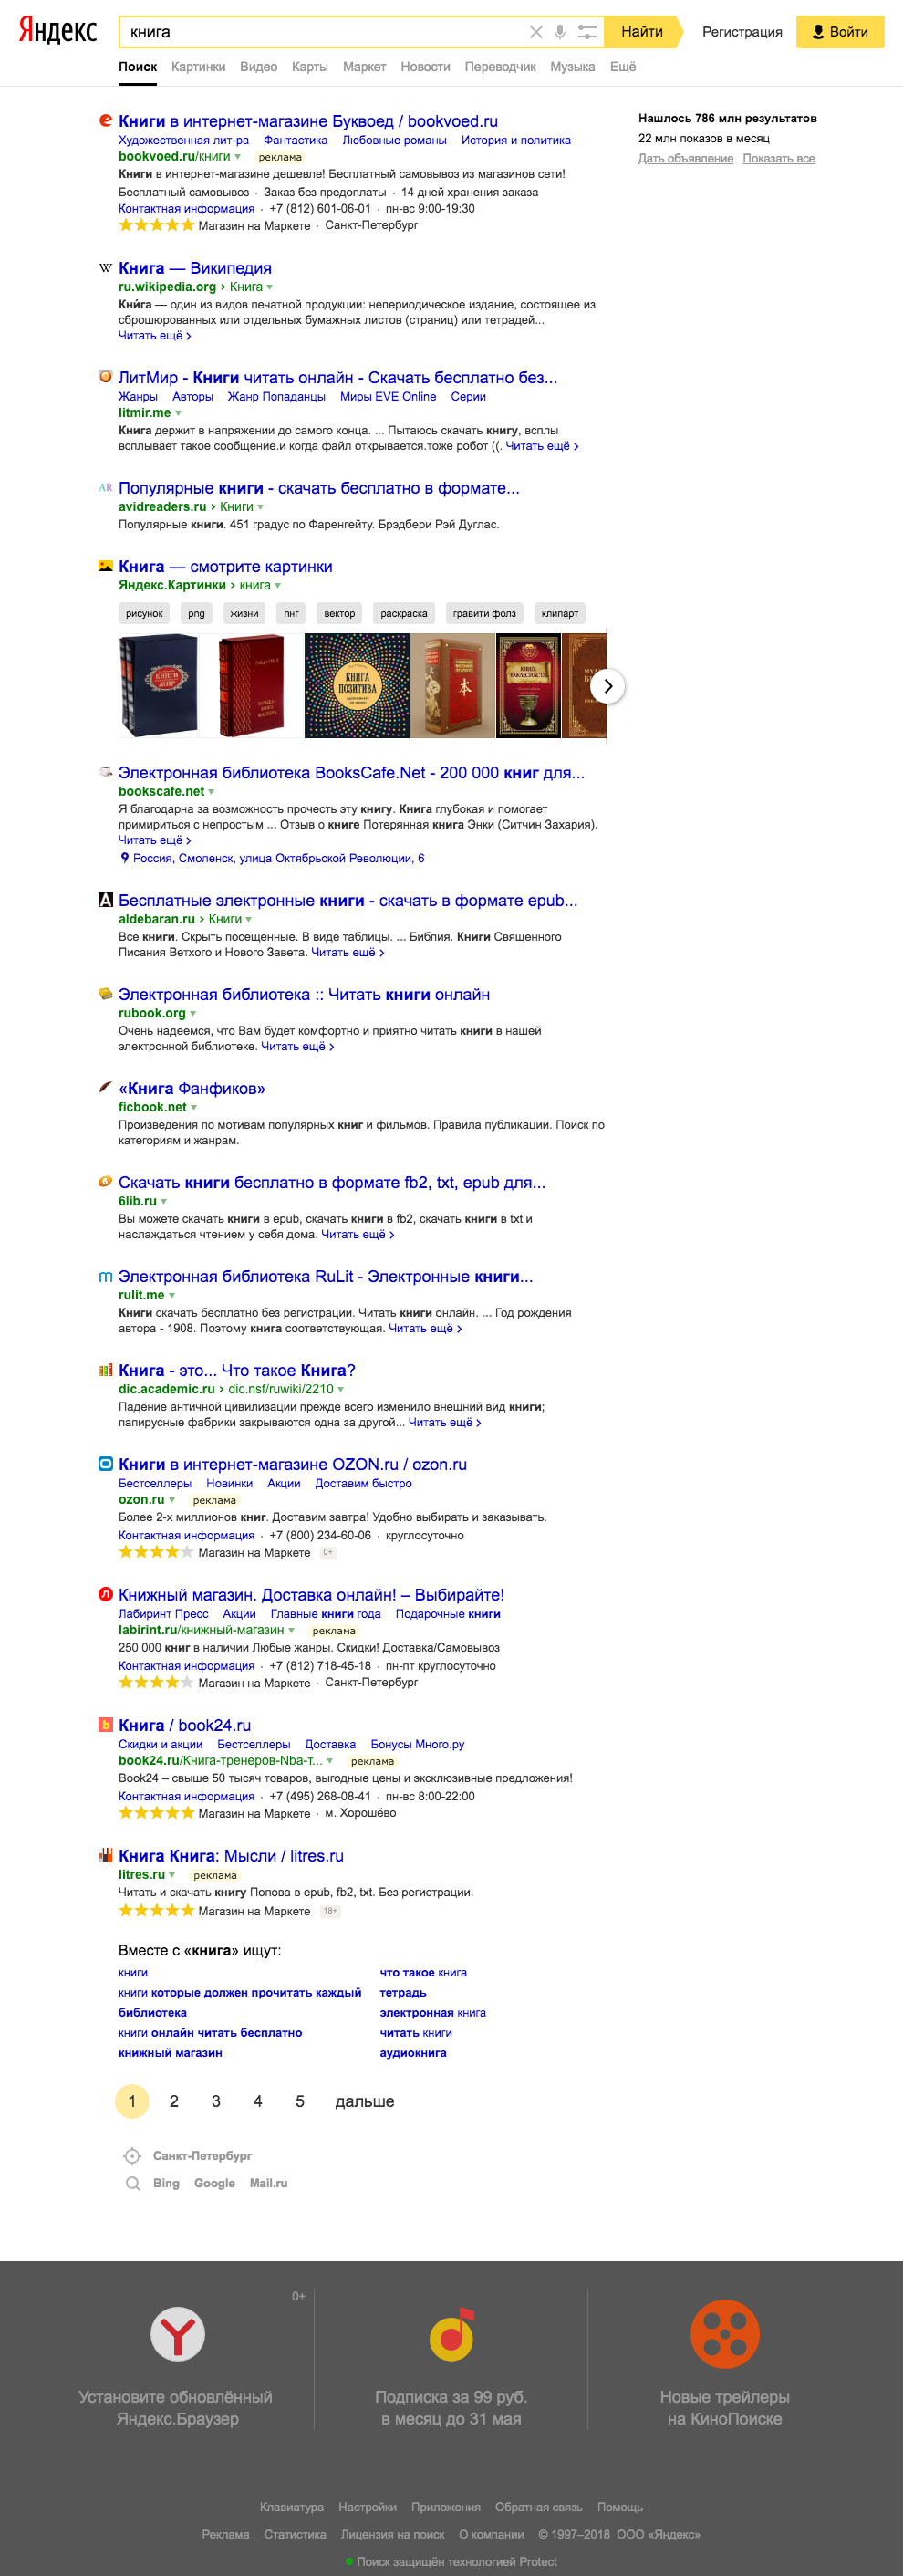 Яндекс
книга
Найти
Регистрация
Войти
Поиск Картинки Видео Карты Маркет Новости Переводчик Музыка Ещё
Нашлось 786 млн результатов
22 млн показов в месяц
Дать объявление Показать все
Книги в интернет-магазине Буквоед / bookvoed.ru
Художественная лит-ра Фантастика Любовные романы История и политика
bookvoed.ru/книги реклама
Книги в интернет-магазине дешевле! Бесплатный самовывоз из магазинов сети!
Бесплатный самовывоз · Заказ без предоплаты · 14 дней хранения заказа
Контактная информация · +7 (812) 601-06-01 · пн-вс 9:00-19:30
Магазин на Маркете · Санкт-Петербург
W
Книга — Википедия
ru.wikipedia.org › Книга
Кни́га — один из видов печатной продукции: непериодическое издание, состоящее из
сброшюрованных или отдельных бумажных листов (страниц) или тетрадей...
Читать ещё ›
ЛитМир - Книги читать онлайн - Скачать бесплатно без...
Жанры Авторы Жанр Попаданцы Миры EVE Online Серии
litmir.me
Книга держит в напряжении до самого конца. ... Пытаюсь скачать книгу, всплы
всплывает такое сообщение.и когда файл открывается.тоже робот ((. Читать ещё ›
AR
Популярные книги - скачать бесплатно в формате...
avidreaders.ru › Книги
Популярные книги. 451 градус по Фаренгейту. Брэдбери Рэй Дуглас.
Книга — смотрите картинки
Яндекс.Картинки › книга
рисунок png жизни пнг вектор раскраска гравити фолз клипарт
КНИГИ
МИР
КНИГА
ПОЗИТИВА
本
КНИГА
Электронная библиотека BooksCafe.Net - 200 000 книг для...
bookscafe.net
Я благодарна за возможность прочесть эту книгу. Книга глубокая и помогает
примириться с непростым ... Отзыв о книге Потерянная книга Энки (Ситчин Захария).
Читать ещё ›
Россия, Смоленск, улица Октябрьской Революции, 6
A
Бесплатные электронные книги - скачать в формате epub...
aldebaran.ru › Книги
Все книги. Скрыть посещенные. В виде таблицы. ... Библия. Книги Священного
Писания Ветхого и Нового Завета. Читать ещё ›
Электронная библиотека :: Читать книги онлайн
rubook.org
Очень надеемся, что Вам будет комфортно и приятно читать книги в нашей
электронной библиотеке. Читать ещё ›
«Книга Фанфиков»
ficbook.net
Произведения по мотивам популярных книг и фильмов. Правила публикации. Поиск по
категориям и жанрам.
Скачать книги бесплатно в формате fb2, txt, epub для...
6lib.ru
Вы можете скачать книги в epub, скачать книги в fb2, скачать книги в txt и
наслаждаться чтением у себя дома. Читать ещё ›
Электронная библиотека RuLit - Электронные книги...
rulit.me
Книги скачать бесплатно без регистрации. Читать книги онлайн. ... Год рождения
автора - 1908. Поэтому книга соответствующая. Читать ещё ›
Книга - это... Что такое Книга?
dic.academic.ru › dic.nsf/ruwiki/2210
Падение античной цивилизации прежде всего изменило внешний вид книги;
папирусные фабрики закрываются одна за другой... Читать ещё ›
Книги в интернет-магазине OZON.ru / ozon.ru
Бестселлеры Новинки Акции Доставим быстро
ozon.ru реклама
Более 2-х миллионов книг. Доставим завтра! Удобно выбирать и заказывать.
Контактная информация · +7 (800) 234-60-06 · круглосуточно
Магазин на Маркете 0+
Л
Книжный магазин. Доставка онлайн! – Выбирайте!
Лабиринт Пресс Акции Главные книги года Подарочные книги
labirint.ru/книжный-магазин реклама
250 000 книг в наличии Любые жанры. Скидки! Доставка/Самовывоз
Контактная информация · +7 (812) 718-45-18 · пн-пт круглосуточно
Магазин на Маркете · Санкт-Петербург
b
Книга / book24.ru
Скидки и акции Бестселлеры Доставка Бонусы Много.ру
book24.ru/Книга-тренеров-Nba-т... реклама
Book24 – свыше 50 тысяч товаров, выгодные цены и эксклюзивные предложения!
Контактная информация · +7 (495) 268-08-41 · пн-вс 8:00-22:00
Магазин на Маркете · м. Хорошёво
Книга Книга: Мысли / litres.ru
litres.ru реклама
Читать и скачать книгу Попова в epub, fb2, txt. Без регистрации.
Магазин на Маркете 18+
Вместе с «книга» ищут:
книги что такое книга
книги которые должен прочитать каждый тетрадь
библиотека электронная книга
книги онлайн читать бесплатно читать книги
книжный магазин аудиокнига
1 2 3 4 5 дальше
Санкт-Петербург
Bing Google Mail.ru
0+
Установите обновлённый
Яндекс.Браузер
Подписка за 99 руб.
в месяц до 31 мая
Новые трейлеры
на КиноПоиске
Клавиатура Настройки Приложения Обратная связь Помощь
Реклама Статистика Лицензия на поиск О компании © 1997–2018 ООО «Яндекс»
Поиск защищён технологией Protect